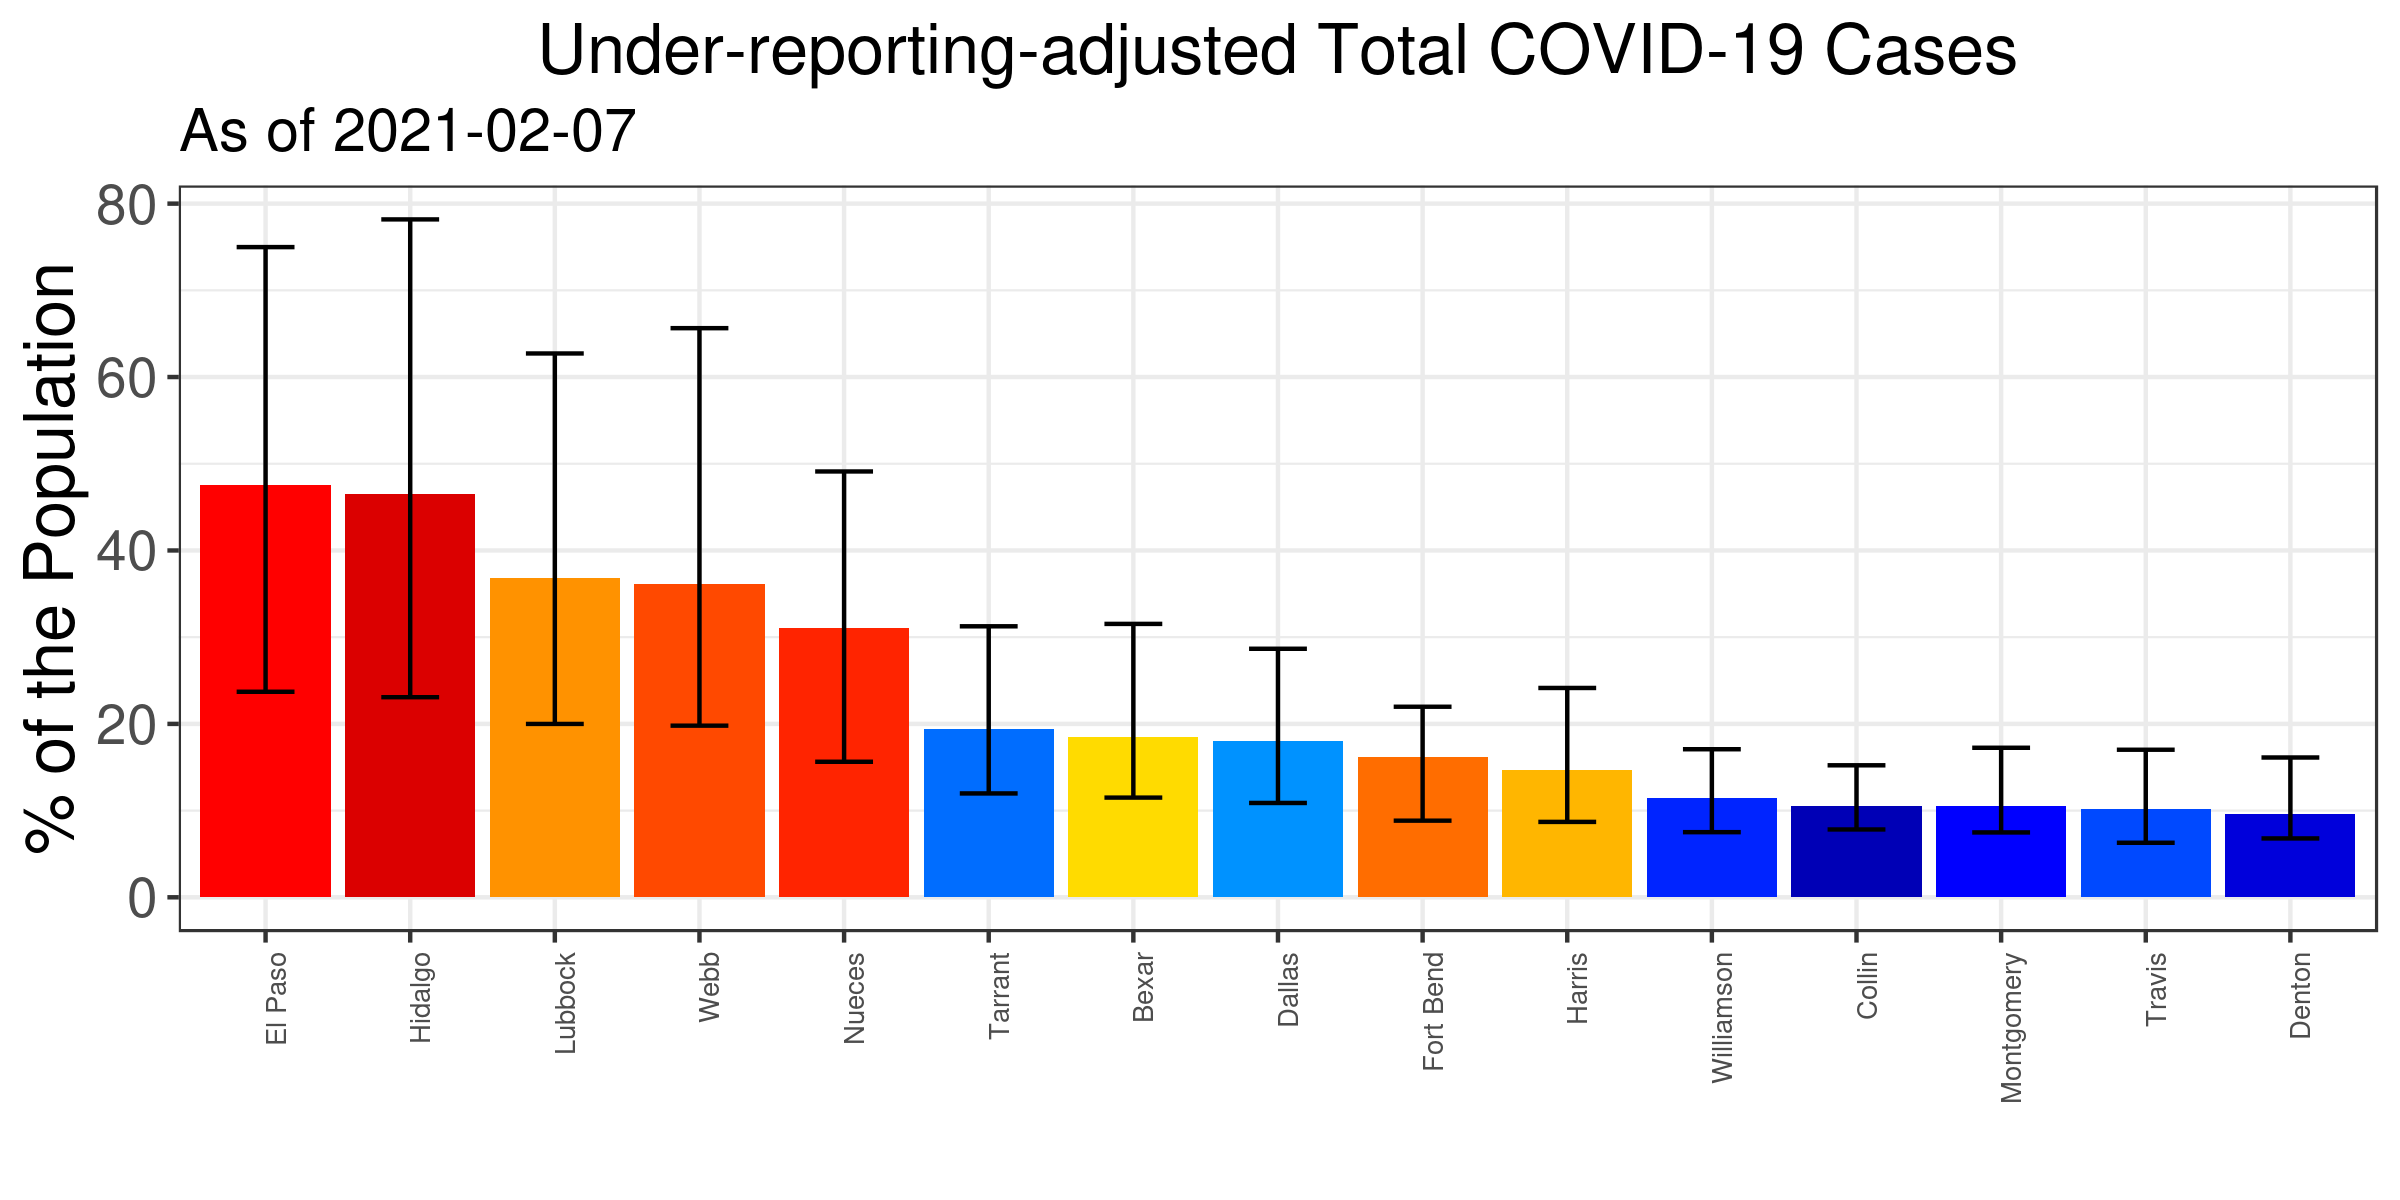 Under-reporting-adjusted Total COVID-19 Cases
As of 2021-02-07
% of the Population
80
60
40
20
0
El Paso
Hidalgo
Lubbock
Webb
Nueces
Tarrant
Bexar
Dallas
Fort Bend
Harris
Williamson
Collin
Montgomery
Travis
Denton